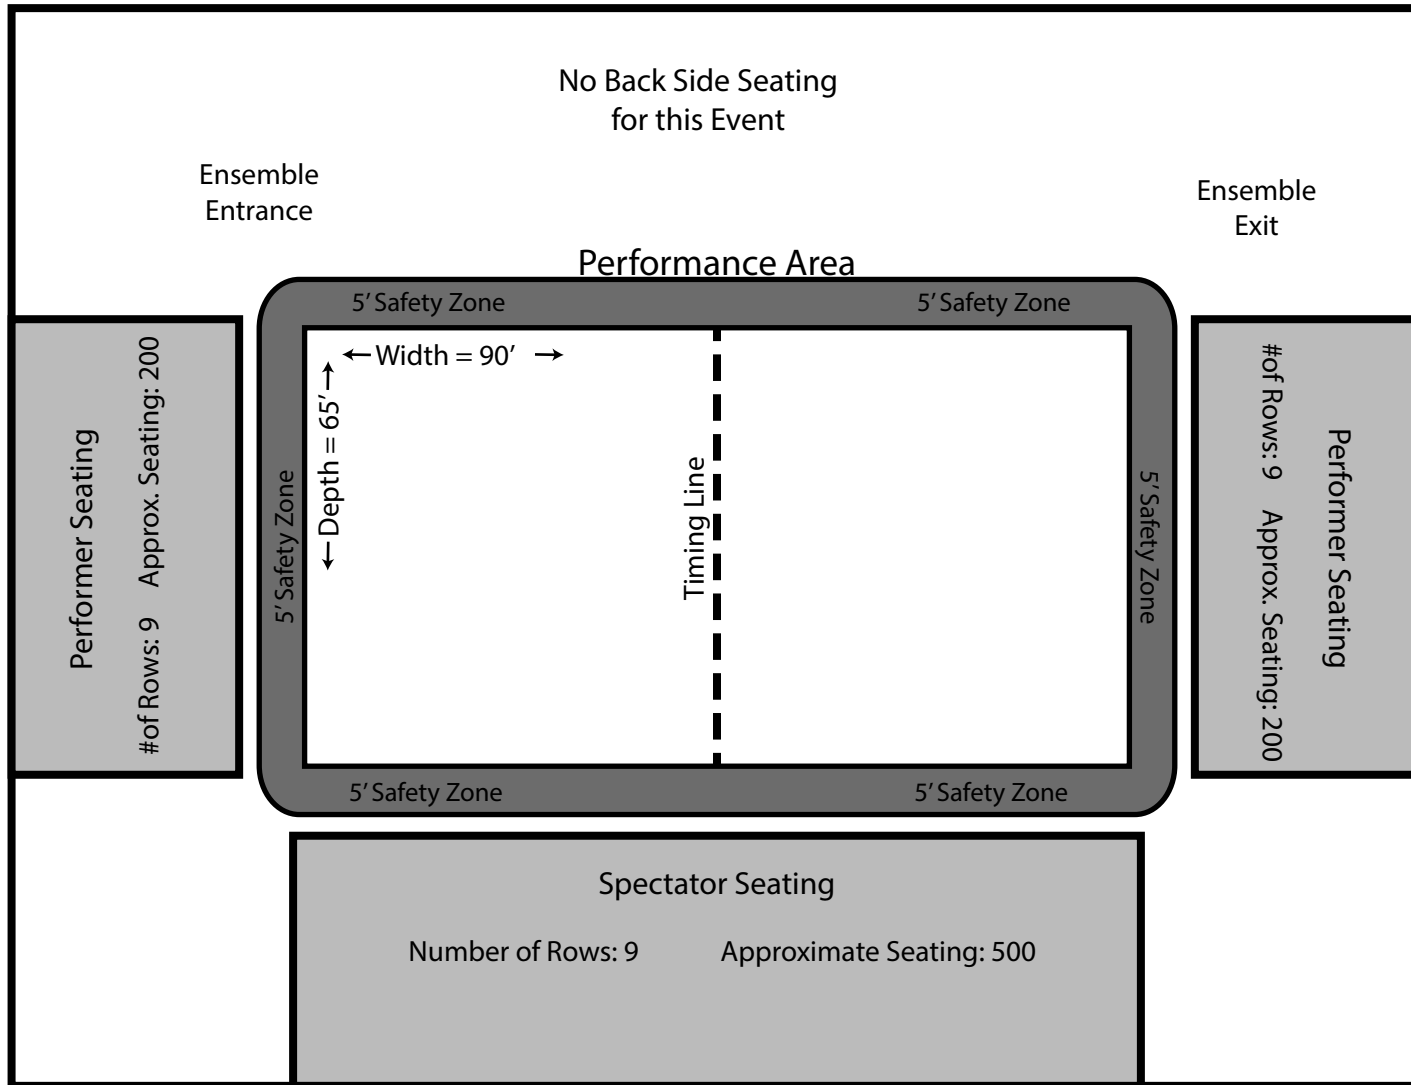 No Back Side Seating
for this Event
Ensemble
Entrance
Ensemble
Exit
Performance Area
5' Safety Zone
5' Safety Zone
Width = 90'
Depth = 65'
Timing Line
5' Safety Zone
5' Safety Zone
Performer Seating
#of Rows: 9 Approx. Seating: 200
Performer Seating
#of Rows: 9 Approx. Seating: 200
5' Safety Zone
5' Safety Zone
Spectator Seating
Number of Rows: 9 Approximate Seating: 500